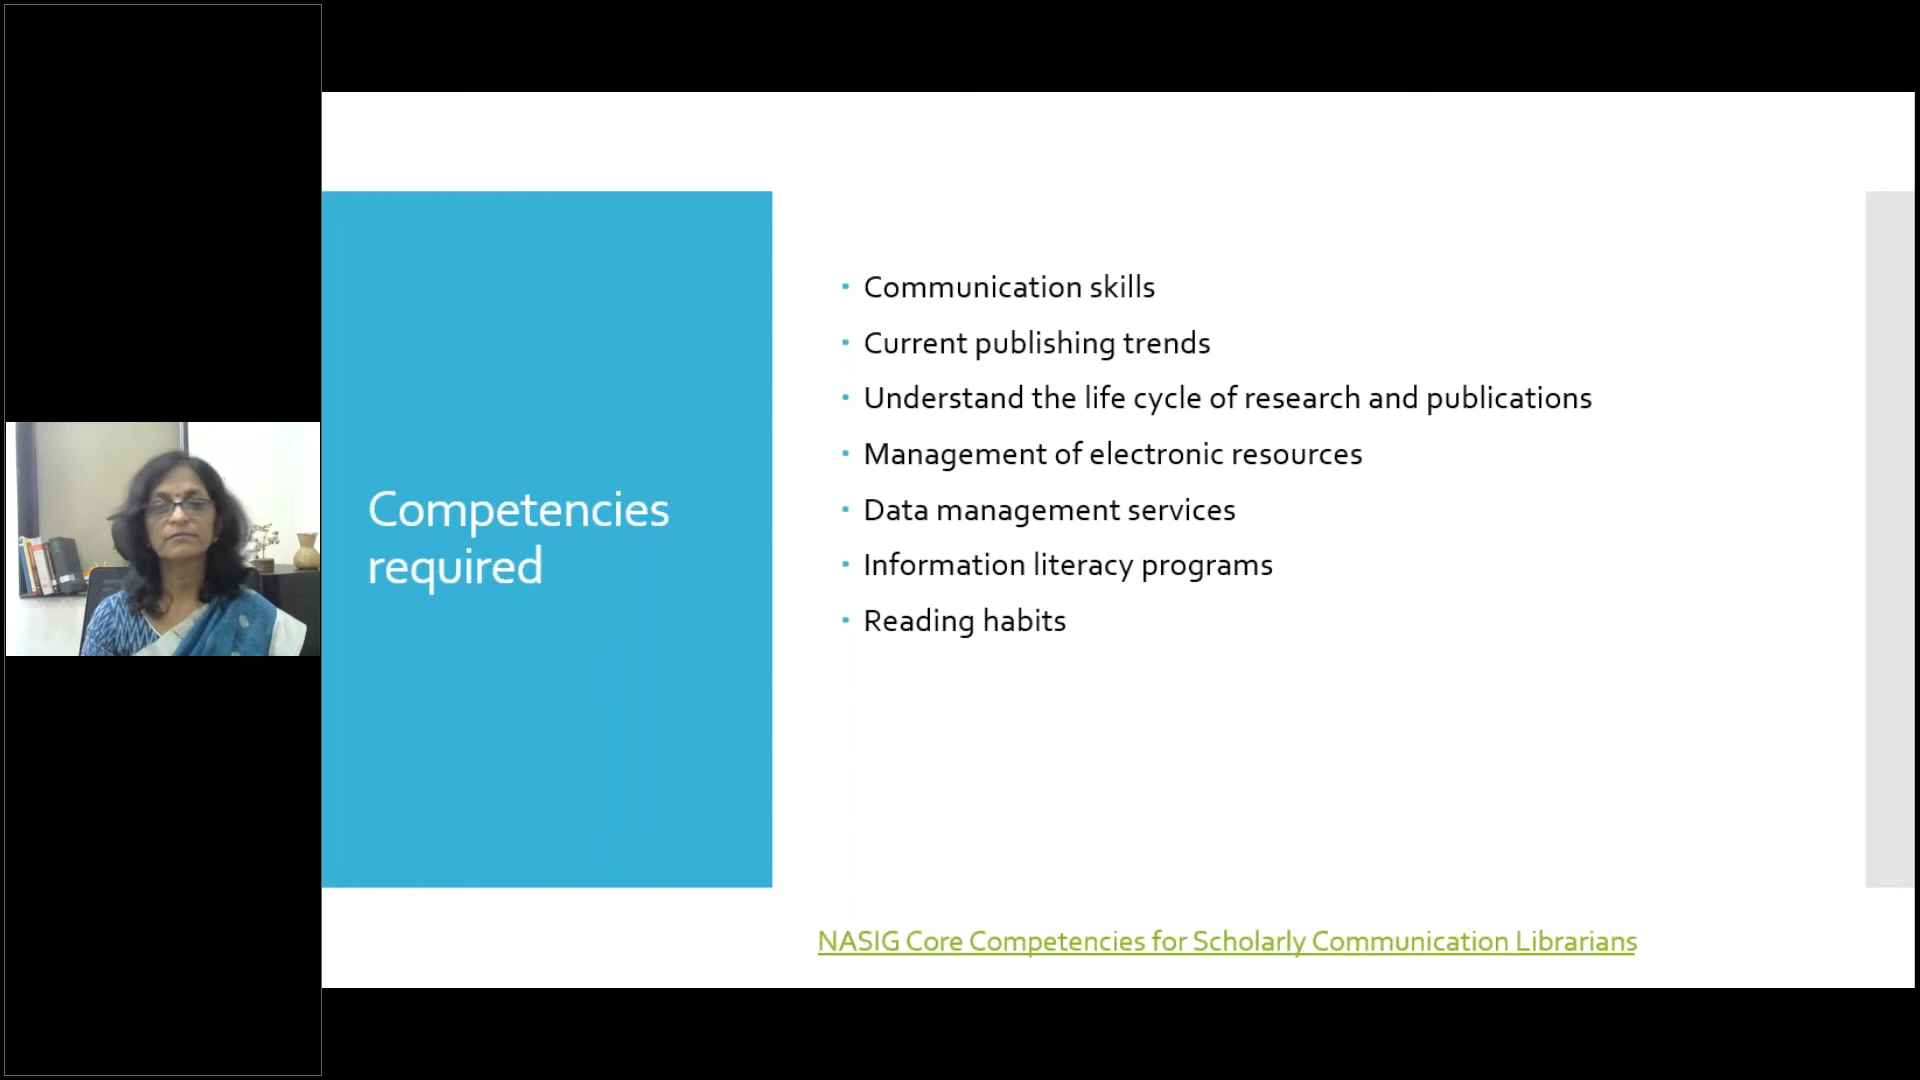 Competencies
required
Communication skills
Current publishing trends
Understand the life cycle of research and publications
Management of electronic resources
Data management services
Information literacy programs
Reading habits
NASIG Core Competencies for Scholarly Communication Librarians